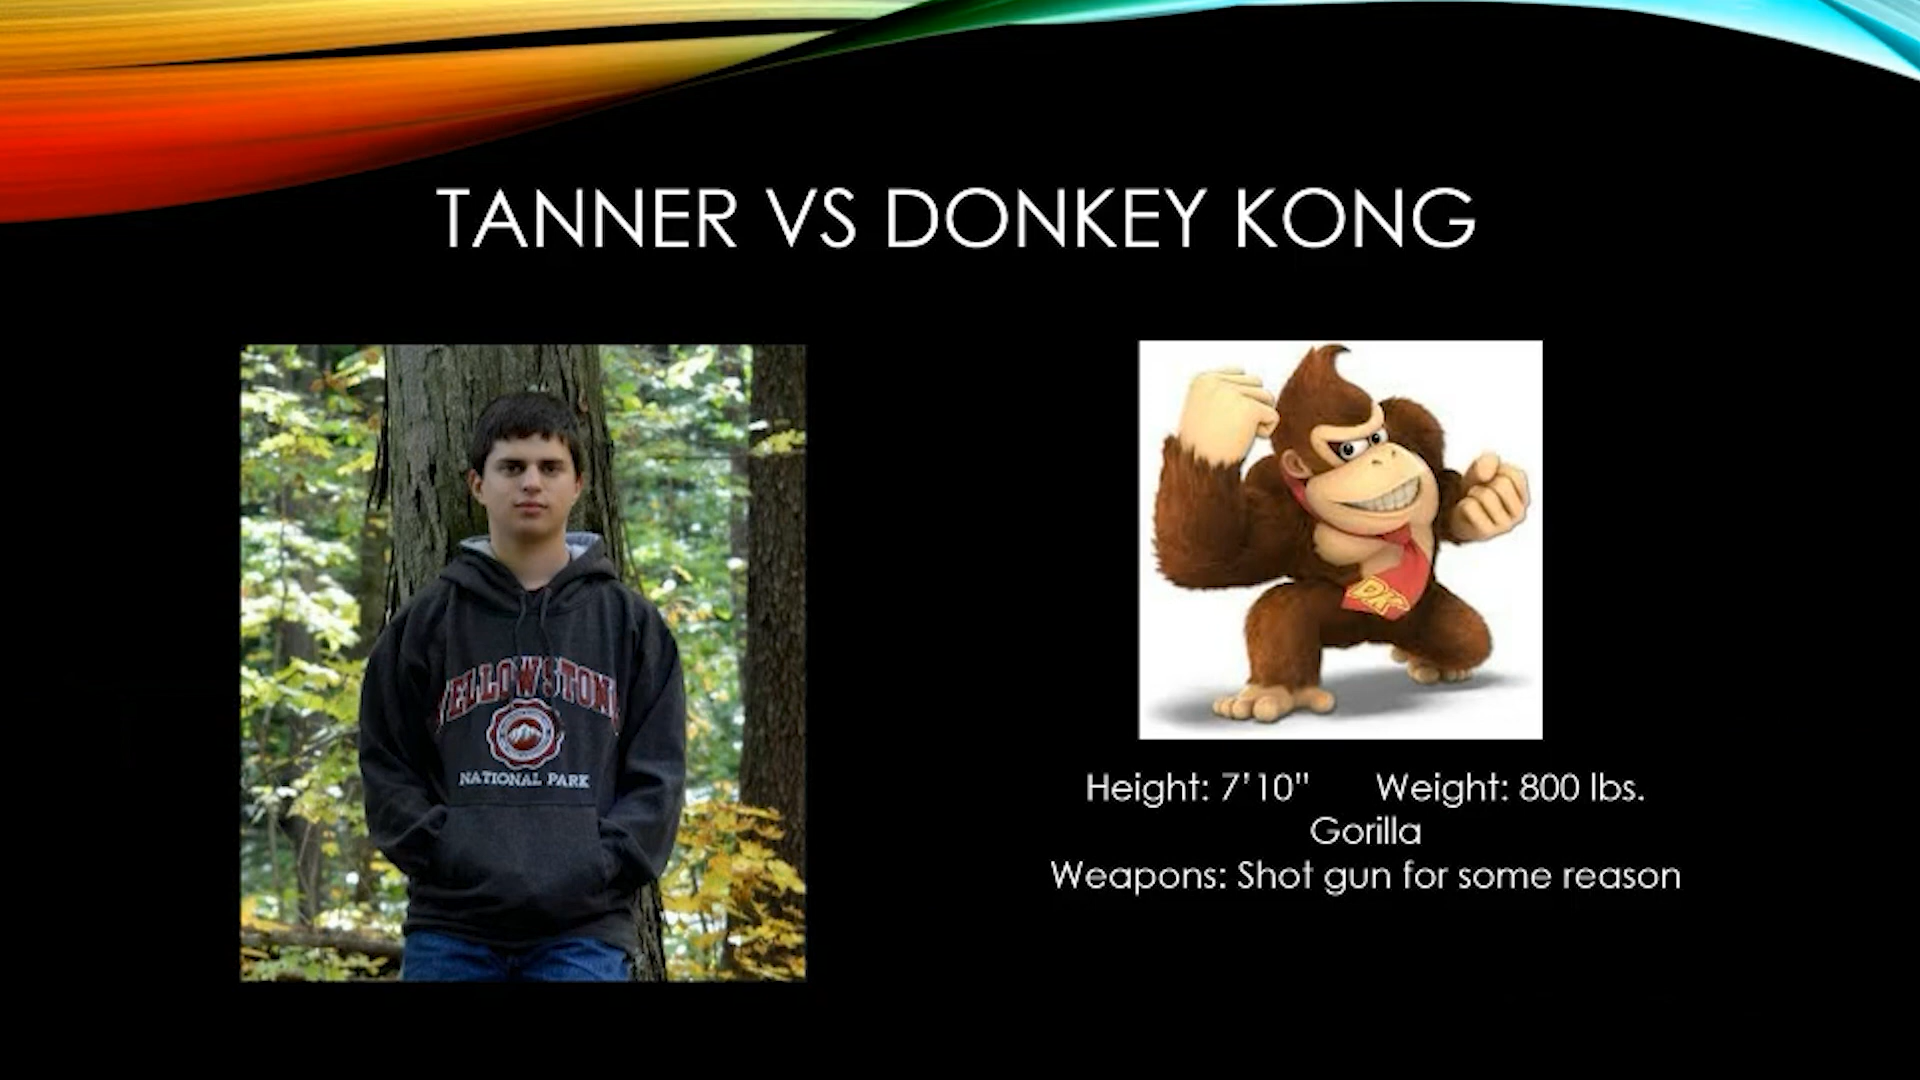 TANNER VS DONKEY KONG
YELLOWSTONE
NATIONAL PARK
DK
Height: 7’10” Weight: 800 lbs.
Gorilla
Weapons: Shot gun for some reason